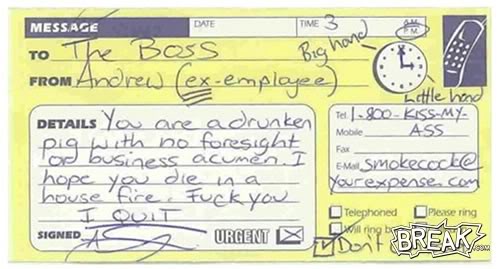 MESSAGE DATE TIME 3 A.M. P.M.
TO The Boss Big hand
FROM Andrew (ex-employee)
Little hand
DETAILS You are a drunken
pig with no foresight
or business acumen. I
hope you die in a
house fire. Fuck you
I QUIT
SIGNED URGENT
Tel. 1-800-KISS-MY-
Mobile ASS
Fax
E-Mail smokecock@
yourexpense.com
Telephoned Please ring
Will ring
Don't
BREAK.com